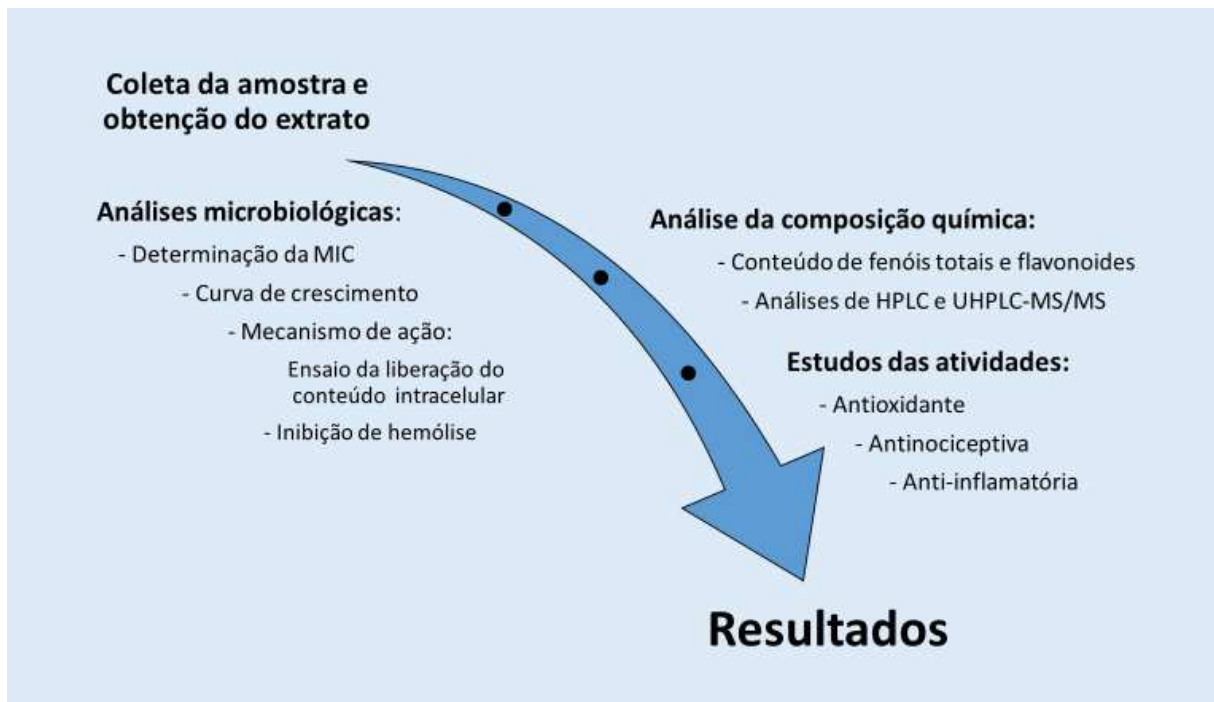 Coleta da amostra e
obtenção do extrato
Análises microbiológicas:
- Determinação da MIC
- Curva de crescimento
- Mecanismo de ação:
Ensaio da liberação do
conteúdo intracelular
- Inibição de hemólise
Análise da composição química:
- Conteúdo de fenóis totais e flavonoides
- Análises de HPLC e UHPLC-MS/MS
Estudos das atividades:
- Antioxidante
- Antinociceptiva
- Anti-inflamatória
Resultados